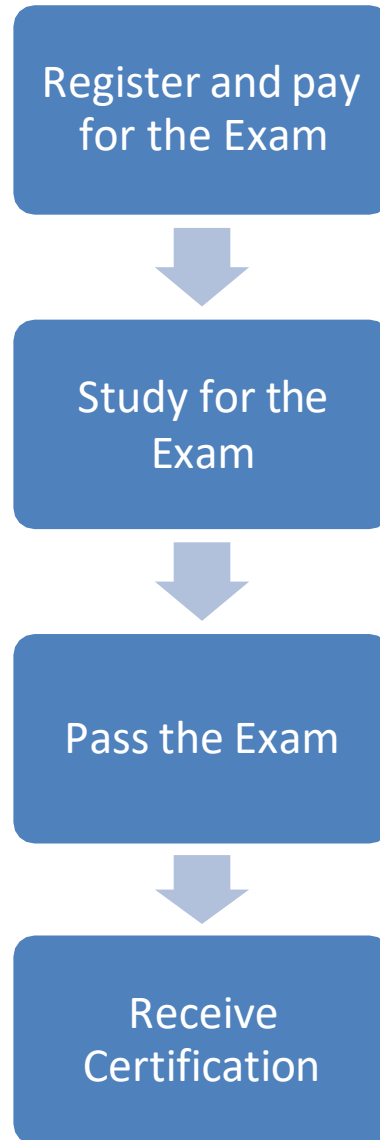 Register and pay
for the Exam
Study for the
Exam
Pass the Exam
Receive
Certification